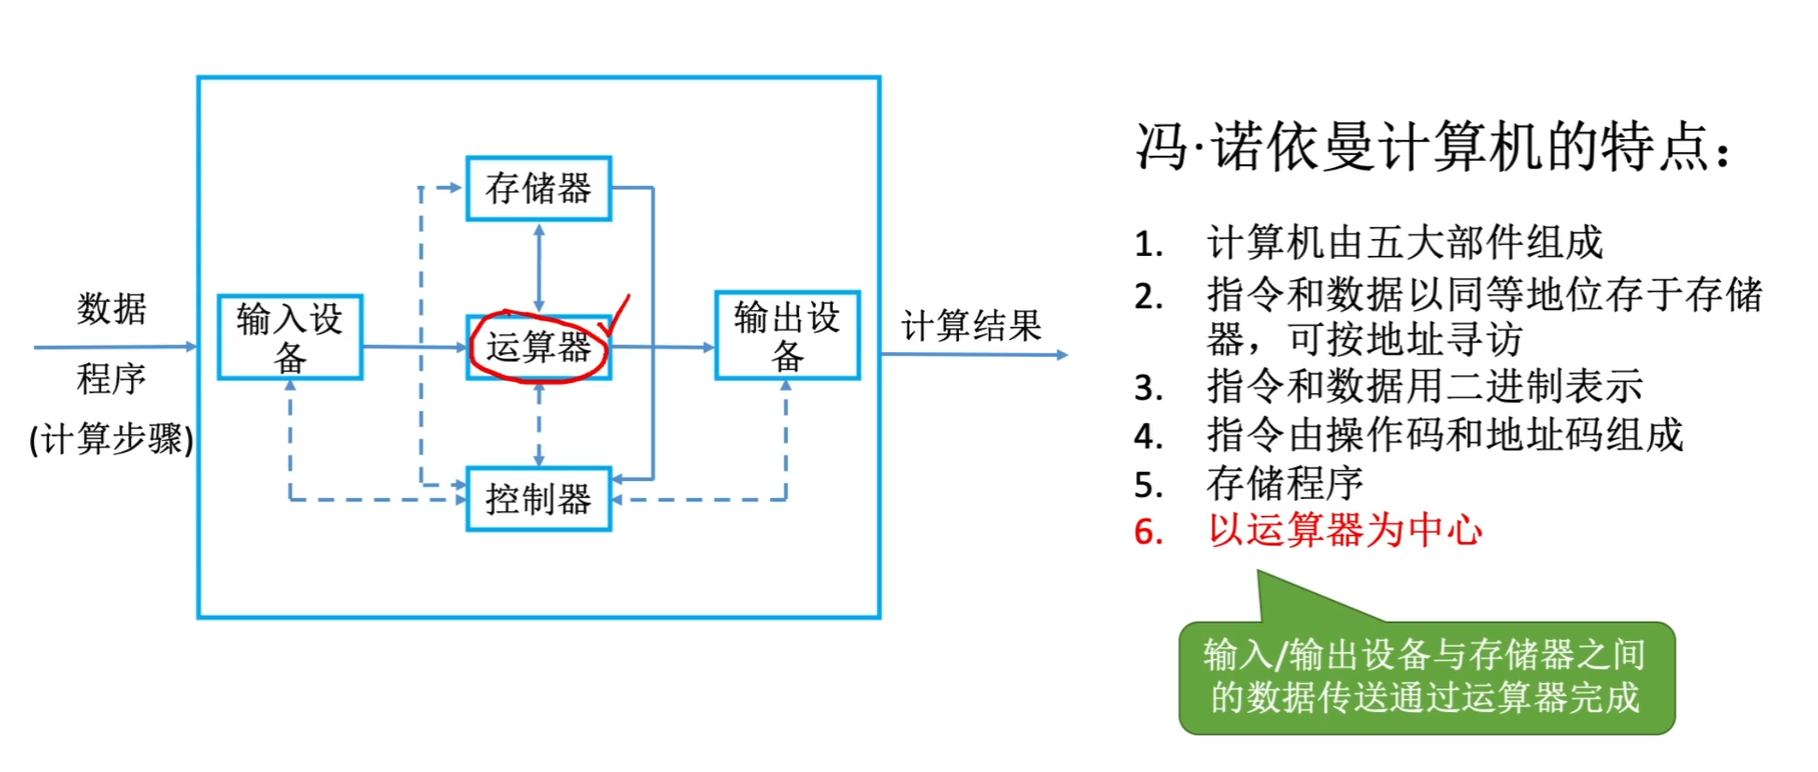 数据
程序
(计算步骤)
输入设
备
存储器
运算器
控制器
输出设
备
计算结果
冯·诺依曼计算机的特点：
1. 计算机由五大部件组成
2. 指令和数据以同等地位存于存储
器，可按地址寻访
3. 指令和数据用二进制表示
4. 指令由操作码和地址码组成
5. 存储程序
6. 以运算器为中心
输入/输出设备与存储器之间
的数据传送通过运算器完成